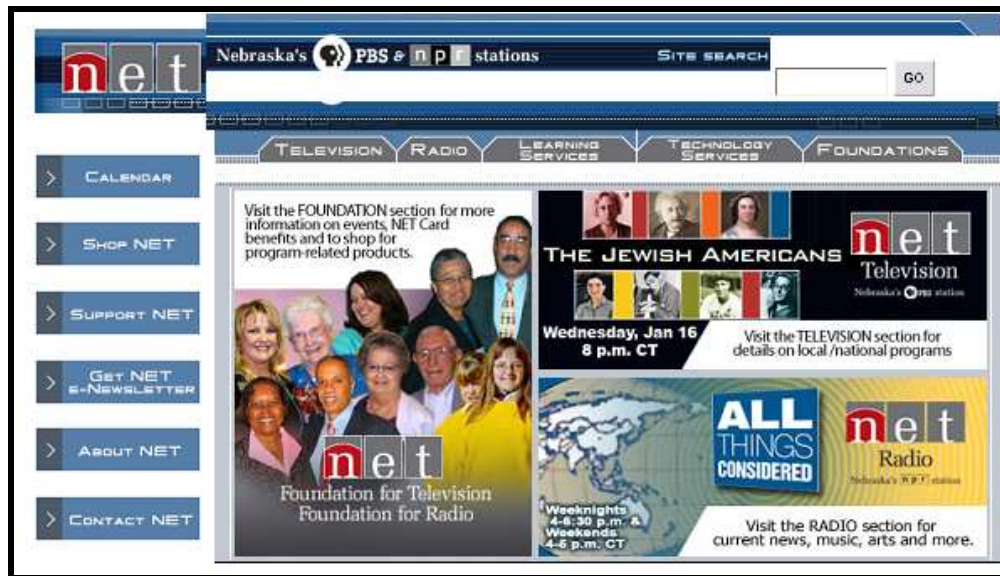 net
Nebraska's PBS & npr stations
SITE SEARCH
GO
TELEVISION
RADIO
LEARNING
SERVICES
TECHNOLOGY
SERVICES
FOUNDATIONS
> CALENDAR
> SHOP NET
> SUPPORT NET
> GET NET
E-NEWSLETTER
> ABOUT NET
> CONTACT NET
Visit the FOUNDATION section for more
information on events, NET Card
benefits and to shop for
program-related products.
net
Foundation for Television
Foundation for Radio
THE JEWISH AMERICANS
Wednesday, Jan 16
8 p.m. CT
net
Television
Nebraska's PBS station
Visit the TELEVISION section for
details on local /national programs
ALL
THINGS
CONSIDERED
Weeknights
4-6:30 p.m. &
Weekends
4-5 p.m. CT
net
Radio
Nebraska's npr station
Visit the RADIO section for
current news, music, arts and more.